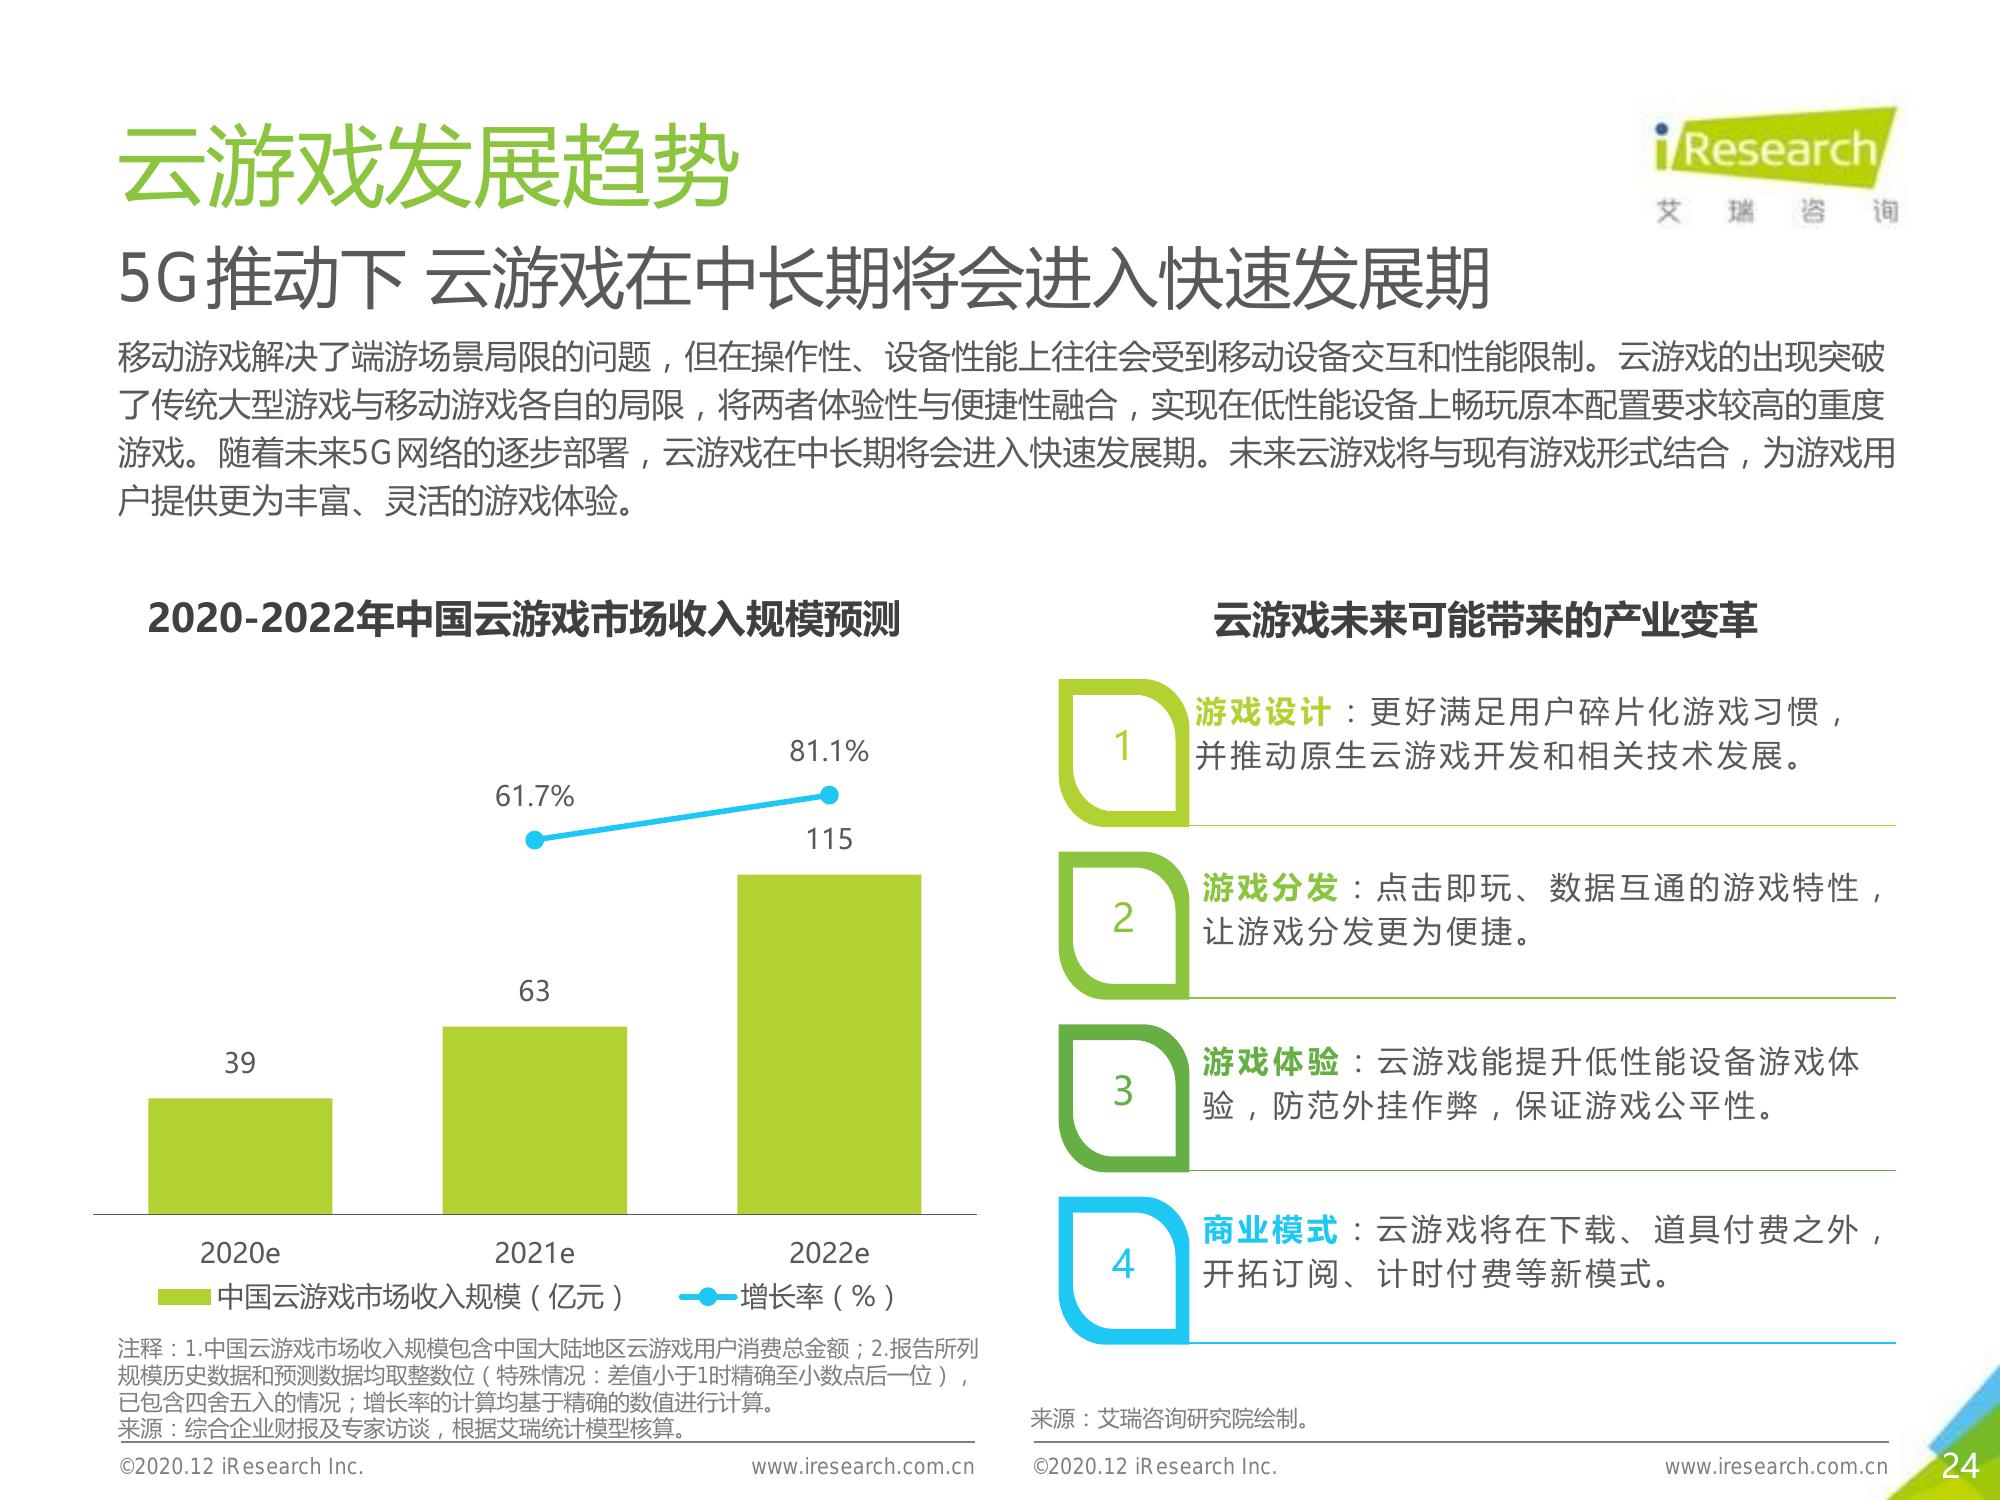 云游戏发展趋势
iResearch
艾瑞咨询
5G推动下 云游戏在中长期将会进入快速发展期
移动游戏解决了端游场景局限的问题，但在操作性、设备性能上往往会受到移动设备交互和性能限制。云游戏的出现突破
了传统大型游戏与移动游戏各自的局限，将两者体验性与便捷性融合，实现在低性能设备上畅玩原本配置要求较高的重度
游戏。随着未来5G网络的逐步部署，云游戏在中长期将会进入快速发展期。未来云游戏将与现有游戏形式结合，为游戏用
户提供更为丰富、灵活的游戏体验。
2020-2022年中国云游戏市场收入规模预测
61.7%
81.1%
39
63
115
2020e
2021e
2022e
中国云游戏市场收入规模（亿元）
增长率（%）
注释：1.中国云游戏市场收入规模包含中国大陆地区云游戏用户消费总金额；2.报告所列
规模历史数据和预测数据均取整数位（特殊情况：差值小于1时精确至小数点后一位），
已包含四舍五入的情况；增长率的计算均基于精确的数值进行计算。
来源：综合企业财报及专家访谈，根据艾瑞统计模型核算。
©2020.12 iResearch Inc.
www.iresearch.com.cn
云游戏未来可能带来的产业变革
1
游戏设计：更好满足用户碎片化游戏习惯，
并推动原生云游戏开发和相关技术发展。
2
游戏分发：点击即玩、数据互通的游戏特性，
让游戏分发更为便捷。
3
游戏体验：云游戏能提升低性能设备游戏体
验，防范外挂作弊，保证游戏公平性。
4
商业模式：云游戏将在下载、道具付费之外，
开拓订阅、计时付费等新模式。
来源：艾瑞咨询研究院绘制。
©2020.12 iResearch Inc.
www.iresearch.com.cn
24